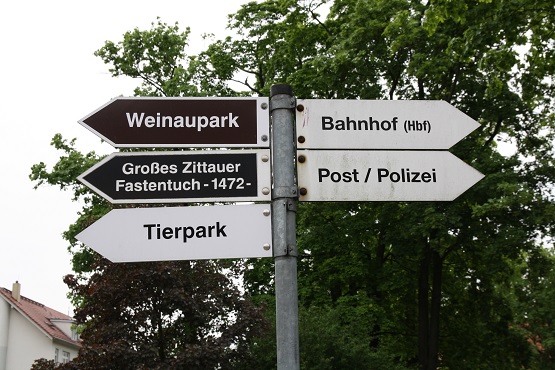 Weinaupark
Großes Zittauer
Fastentuch - 1472 -
Tierpark
Bahnhof (Hbf)
Post / Polizei